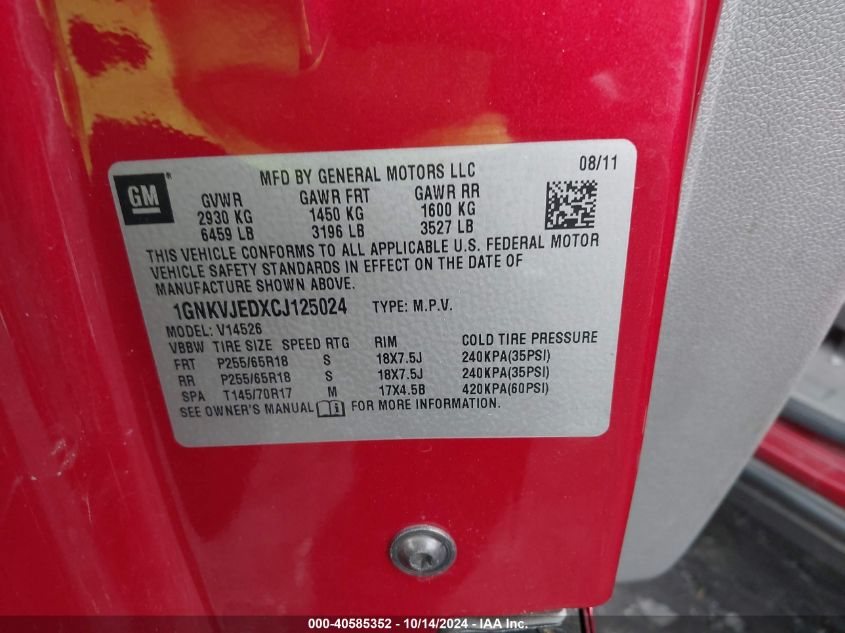 MFD BY GENERAL MOTORS LLC 08/11
GM®
GVWR GAWR FRT GAWR RR
2930 KG 1450 KG 1600 KG
6459 LB 3196 LB 3527 LB
THIS VEHICLE CONFORMS TO ALL APPLICABLE U.S. FEDERAL MOTOR
VEHICLE SAFETY STANDARDS IN EFFECT ON THE DATE OF
MANUFACTURE SHOWN ABOVE.
1GNKVJEDXCJ125024 TYPE: M.P.V.
MODEL: V14526
VBBW TIRE SIZE SPEED RTG RIM COLD TIRE PRESSURE
FRT P255/65R18 S 18X7.5J 240KPA(35PSI)
RR P255/65R18 S 18X7.5J 240KPA(35PSI)
SPA T145/70R17 M 17X4.5B 420KPA(60PSI)
SEE OWNER'S MANUAL FOR MORE INFORMATION.
000-40585352 - 10/14/2024 - IAA Inc.